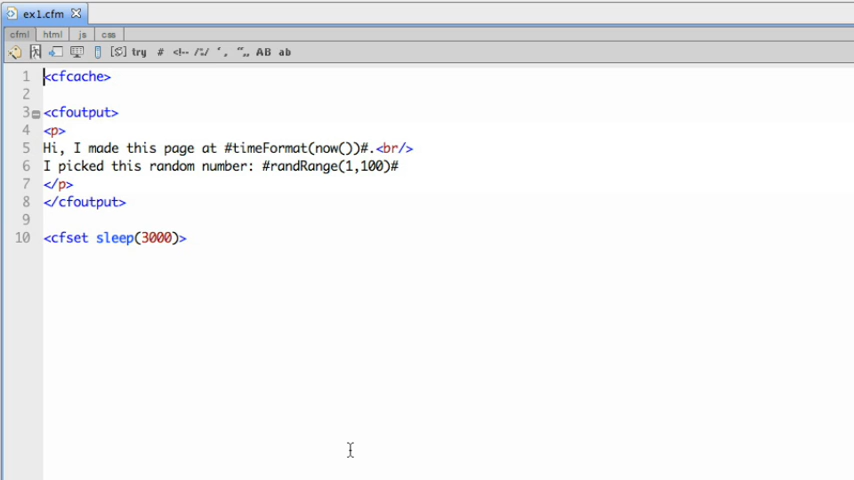 ex1.cfm
cfml html js css
try # <!-- /:/ ‘, “„ AB ab
1 <cfcache>
2
3 <cfoutput>
4 <p>
5 Hi, I made this page at #timeFormat(now())#.<br/>
6 I picked this random number: #randRange(1,100)#
7 </p>
8 </cfoutput>
9
10 <cfset sleep(3000)>